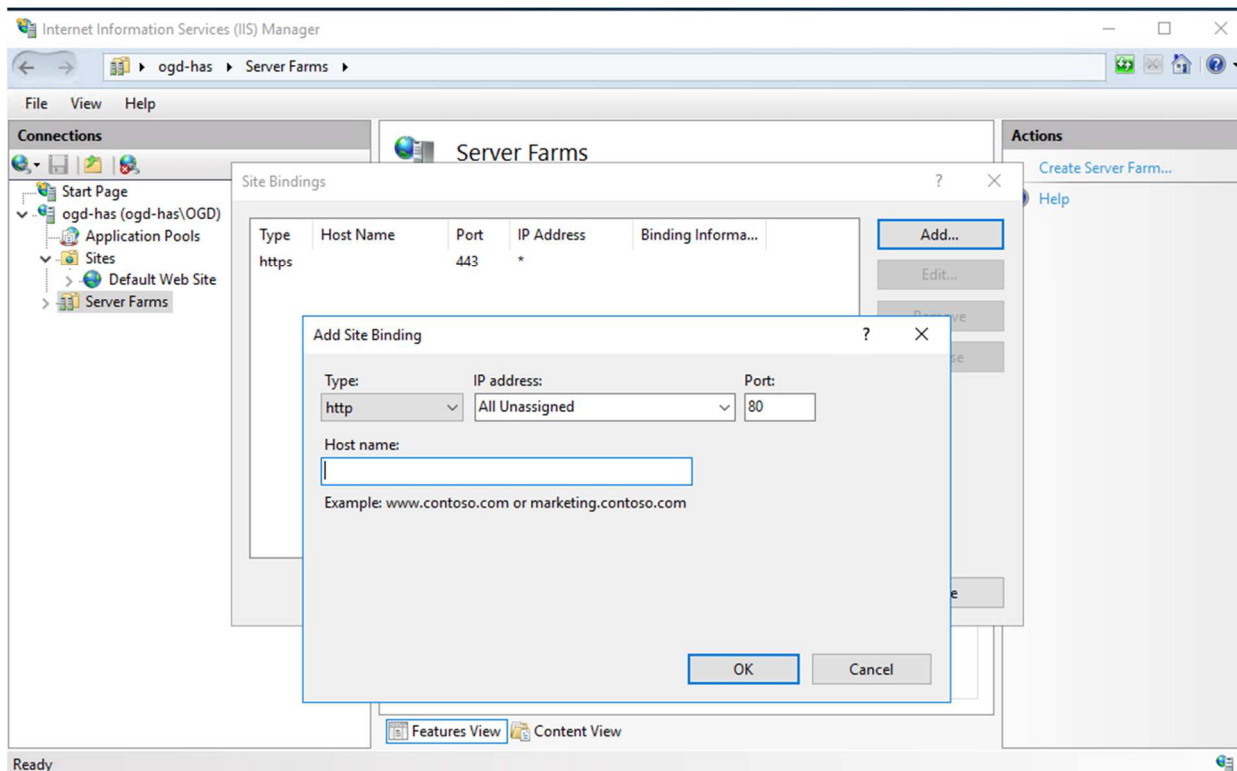 Internet Information Services (IIS) Manager
ogd-has Server Farms
File View Help
Connections
Start Page
ogd-has (ogd-has\OGD)
Application Pools
Sites
Default Web Site
Server Farms
Server Farms
Actions
Create Server Farm...
Help
Site Bindings
?
Type Host Name Port IP Address Binding Informa...
https 443 *
Add...
Edit...
Add Site Binding
?
Type: IP address: Port:
http All Unassigned 80
Host name:
Example: www.contoso.com or marketing.contoso.com
OK Cancel
Features View Content View
Ready